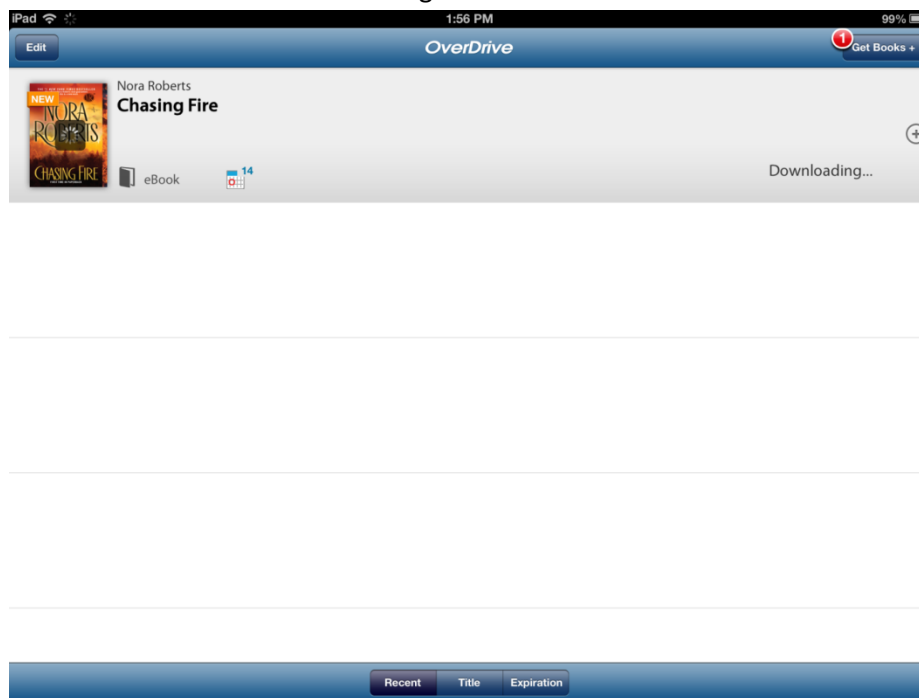 iPad 1:56 PM 99%
Edit OverDrive 1 Get Books +
NEW
NORA
ROBERTS
CHASING FIRE
Nora Roberts
Chasing Fire
eBook 14
Downloading...
Recent Title Expiration